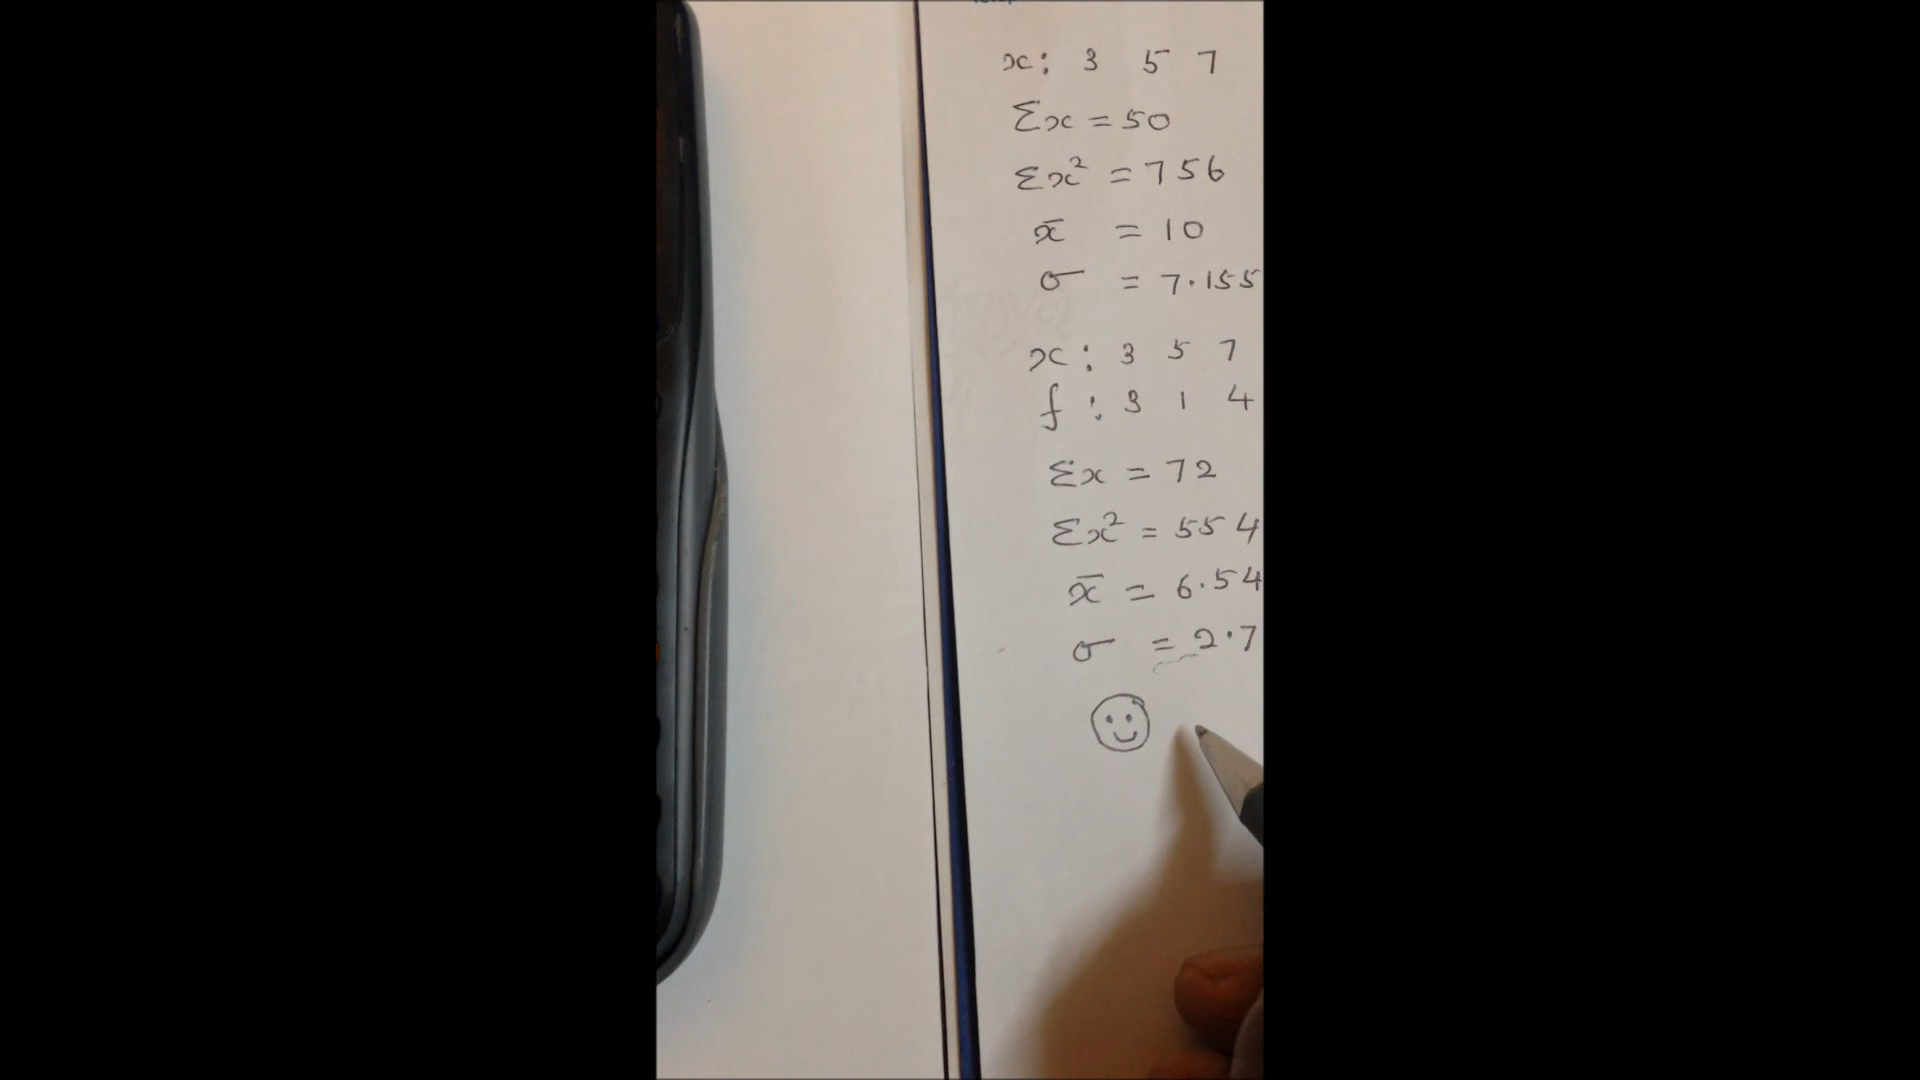 x: 3 5 7
Σx = 50
Σx² = 756
x̄ = 10
σ = 7.155
x: 3 5 7
f: 3 1 4
Σx = 72
Σx² = 554
x̄ = 6.54
σ = 2.7